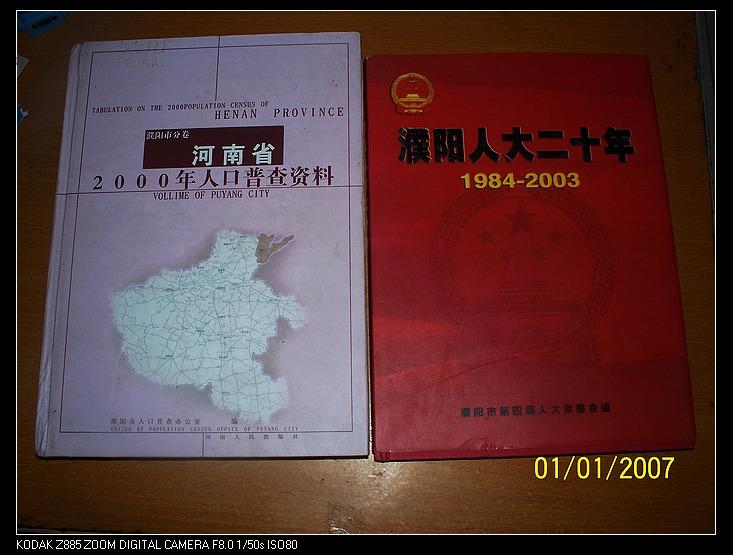 TABULATION ON THE 2000POPULATION CENSUS OF
HENAN PROVINCE
濮阳市分卷
河南省
2000年人口普查资料
VOLLIME OF PUYANG CITY
濮阳市人口普查办公室 编
EDITED BY POPULATION CENSUS OFFICE OF PUYANG CITY
河南人民出版社
濮阳人大二十年
1984-2003
濮阳市第四届人大常委会编
01/01/2007
KODAK Z885 ZOOM DIGITAL CAMERA F8.0 1/50s ISO80